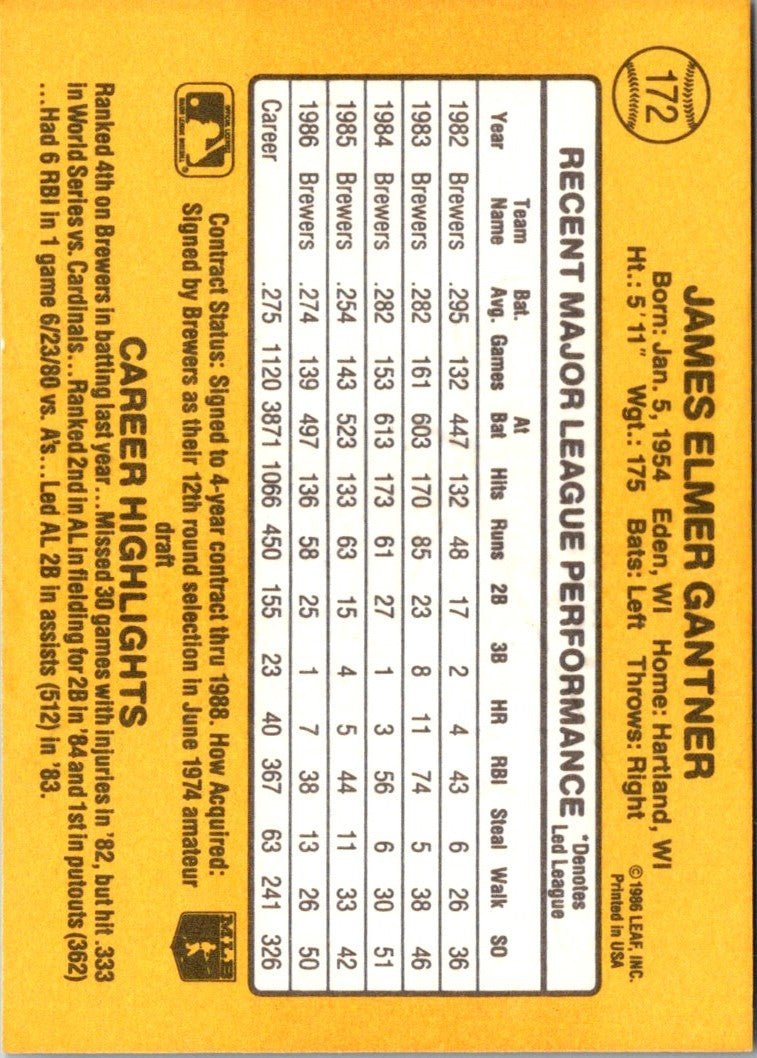 172
JAMES ELMER GANTNER
Born: Jan. 5, 1954 Eden, WI Home: Hartland, WI
Ht.: 5'11" Wgt.: 175 Bats: Left Throws: Right
© 1986 LEAF, INC.
Printed in USA
RECENT MAJOR LEAGUE PERFORMANCE *Denotes
Led League
Team Bat. At
Year Name Avg. Games Bat Hits Runs 2B 3B HR RBI Steal Walk SO
1982 Brewers .295 132 447 132 48 17 2 4 43 6 26 36
1983 Brewers .282 161 603 170 85 23 8 11 74 5 38 46
1984 Brewers .282 153 613 173 61 27 1 3 56 6 30 51
1985 Brewers .254 143 523 133 63 15 4 5 44 11 33 42
1986 Brewers .274 139 497 136 58 25 1 7 38 13 26 50
Career .275 1120 3871 1066 450 155 23 40 367 63 241 326
Contract Status: Signed to 4-year contract thru 1988. How Acquired:
Signed by Brewers as their 12th round selection in June 1974 amateur
draft
MLB
CAREER HIGHLIGHTS
Ranked 4th on Brewers in batting last year...Missed 30 games with injuries in '82, but hit .333
in World Series vs. Cardinals...Ranked 2nd in AL in fielding for 2B in '84 and 1st in putouts (362)
...Had 6 RBI in 1 game 6/23/80 vs. A's...Led AL 2B in assists (512) in '83.